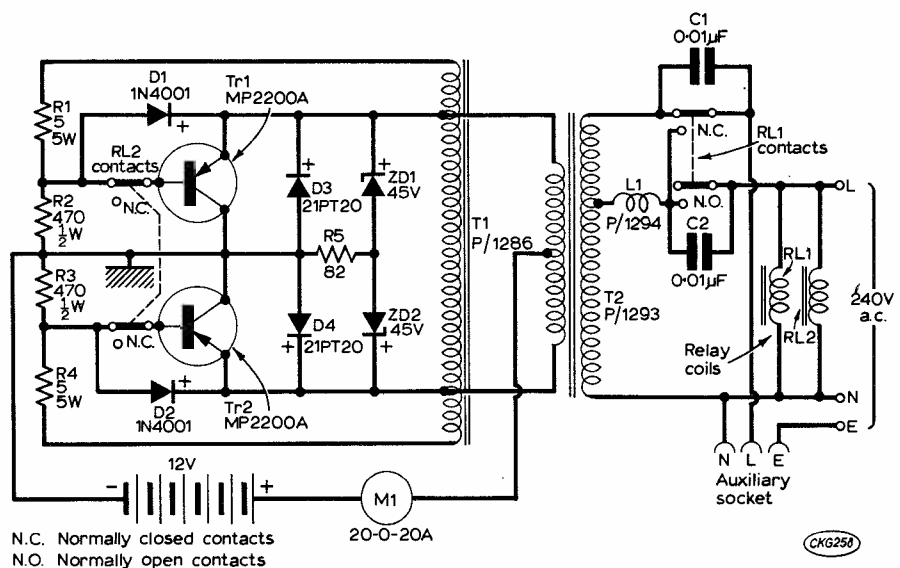 C1
0·01µF
D1
1N4001
+
Tr1
MP2200A
R1
5
5W
RL2
contacts
N.C.
R2
470
½W
R3
470
½W
N.C.
R4
5
5W
D2
1N4001
+
Tr2
MP2200A
+
D3
21PT20
+
ZD1
45V
R5
82
D4
+
21PT20
ZD2
+
45V
T1
P/1286
N.C.
RL1
contacts
L1
P/1294
N.O.
C2
0·01µF
T2
P/1293
L
RL1
RL2
240V
a.c.
Relay
coils
N
E
N L E
Auxiliary
socket
12V
- +
M1
20-0-20A
N.C. Normally closed contacts
N.O. Normally open contacts
CKG258